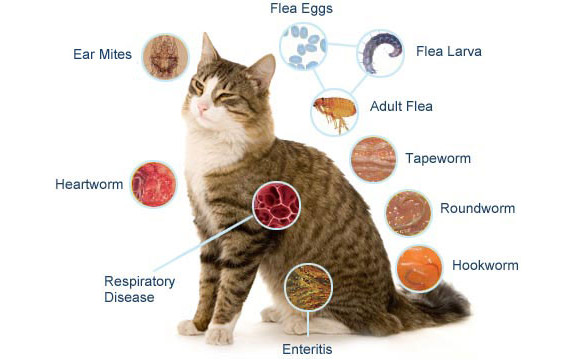 Flea Eggs
Ear Mites
Flea Larva
Adult Flea
Tapeworm
Heartworm
Roundworm
Hookworm
Respiratory
Disease
Enteritis